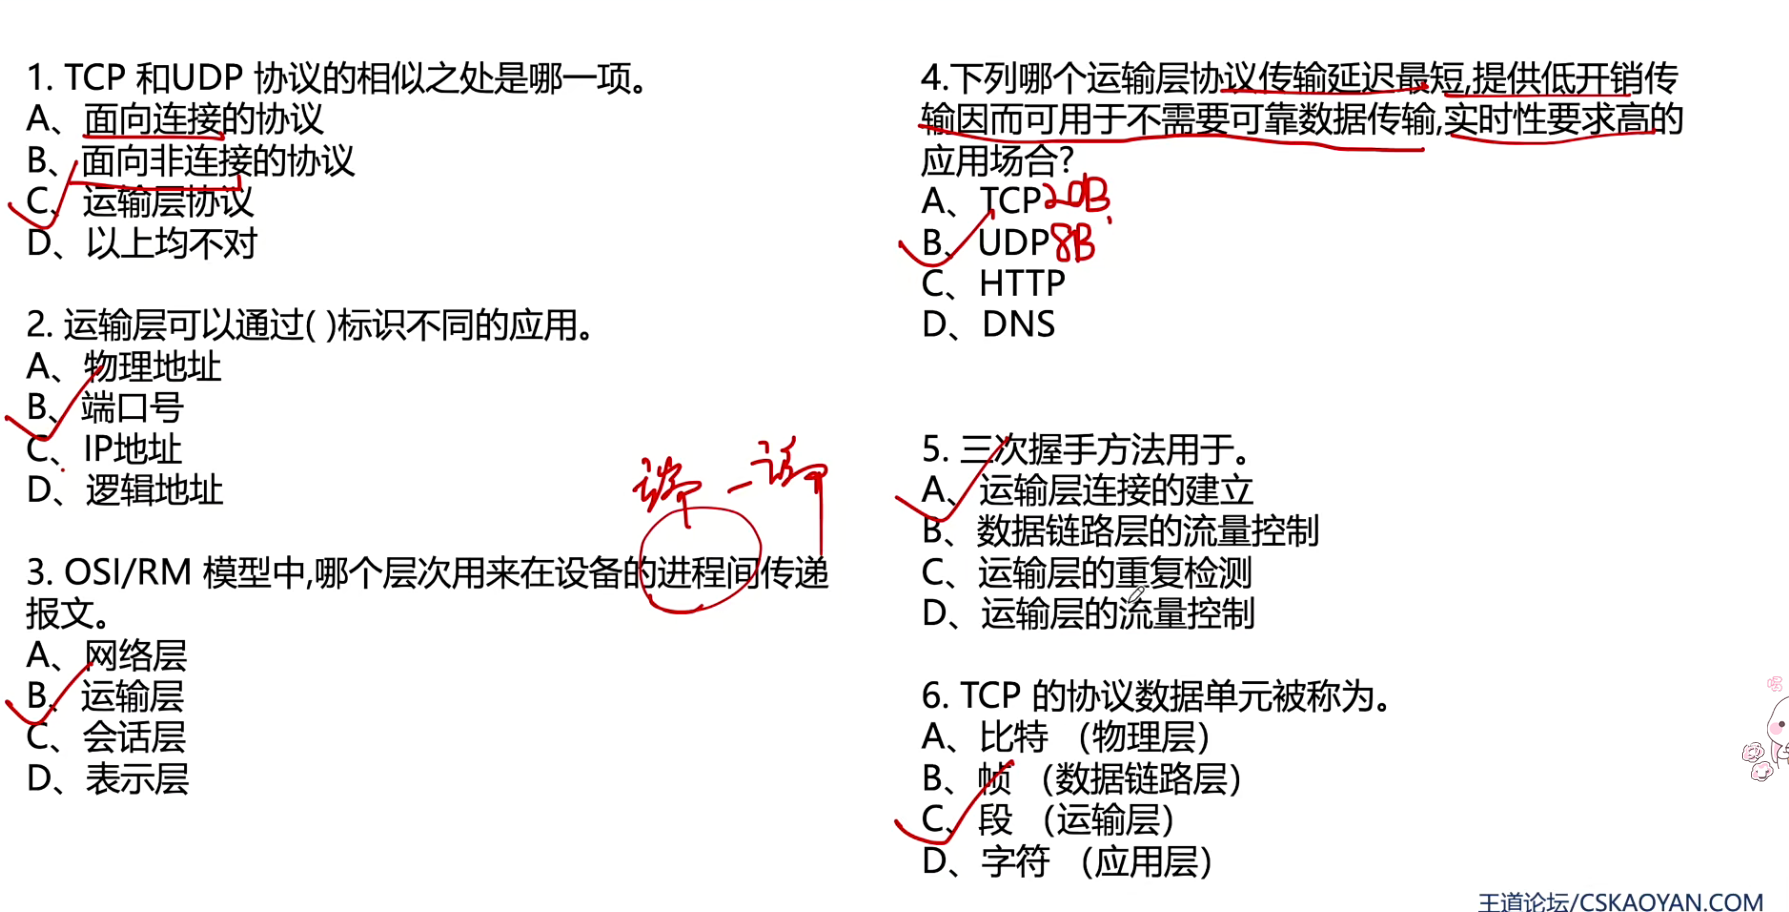 1. TCP 和UDP 协议的相似之处是哪一项。
A、面向连接的协议
B、面向非连接的协议
C、运输层协议
D、以上均不对
2. 运输层可以通过( )标识不同的应用。
A、物理地址
B、端口号
C、IP地址
D、逻辑地址
3. OSI/RM 模型中,哪个层次用来在设备的进程间传递
报文。
A、网络层
B、运输层
C、会话层
D、表示层
4.下列哪个运输层协议传输延迟最短,提供低开销传
输因而可用于不需要可靠数据传输,实时性要求高的
应用场合?
A、TCP 20B
B、UDP 8B
C、HTTP
D、DNS
5. 三次握手方法用于。
A、运输层连接的建立
B、数据链路层的流量控制
C、运输层的重复检测
D、运输层的流量控制
6. TCP 的协议数据单元被称为。
A、比特 （物理层）
B、帧 （数据链路层）
C、段 （运输层）
D、字符 （应用层）
王道论坛/CSKAOYAN.COM